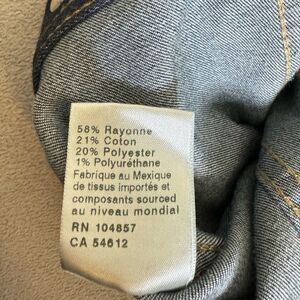 58% Rayonne
21% Coton
20% Polyester
1% Polyuréthane
Fabrique au Mexique
de tissus importés et
composants sourced
au niveau mondial
RN 104857
CA 54612